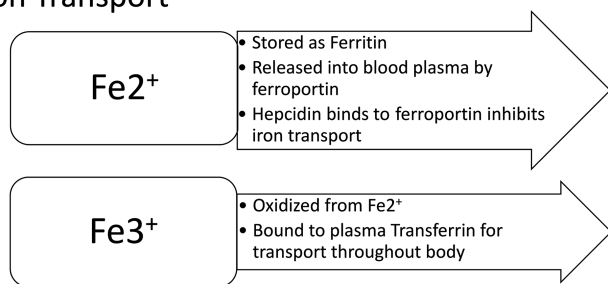 on Transport
Fe2⁺
• Stored as Ferritin
• Released into blood plasma by
ferroportin
• Hepcidin binds to ferroportin inhibits
iron transport
Fe3⁺
• Oxidized from Fe2⁺
• Bound to plasma Transferrin for
transport throughout body